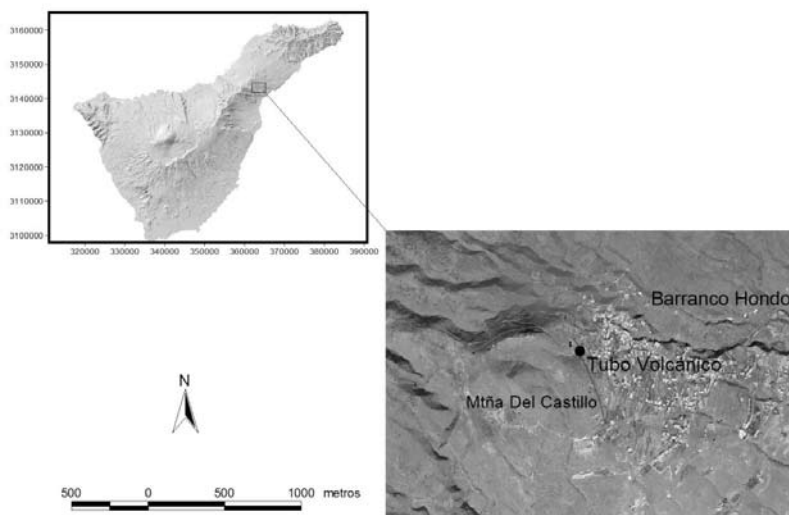 3160000
3150000
3140000
3130000
3120000
3110000
3100000
320000 330000 340000 350000 360000 370000 380000 390000
Barranco Hondo
1
Tubo Volcánico
Mtña Del Castillo
N
500 0 500 1000 metros